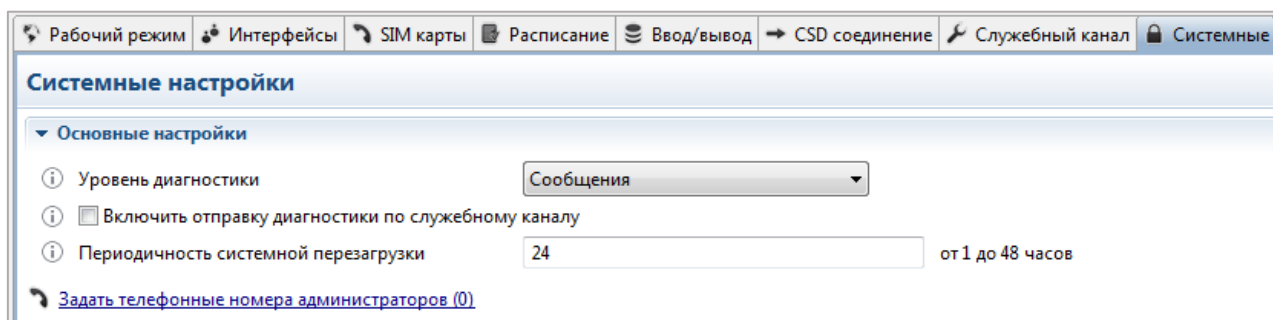 Рабочий режим Интерфейсы SIM карты Расписание Ввод/вывод CSD соединение Служебный канал Системные
Системные настройки
Основные настройки
Уровень диагностики Сообщения
Включить отправку диагностики по служебному каналу
Периодичность системной перезагрузки 24 от 1 до 48 часов
Задать телефонные номера администраторов (0)